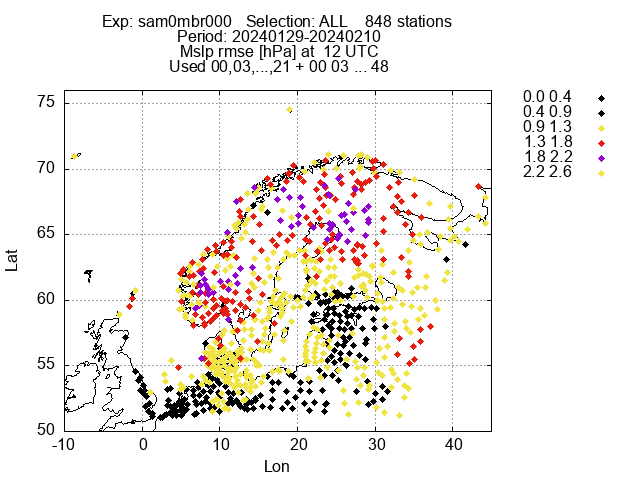 Exp: sam0mbr000 Selection: ALL 848 stations
Period: 20240129-20240210
Mslp rmse [hPa] at 12 UTC
Used 00,03,...,21 + 00 03 ... 48
0.0 0.4
0.4 0.9
0.9 1.3
1.3 1.8
1.8 2.2
2.2 2.6
75
70
65
60
55
50
Lat
-10 0 10 20 30 40
Lon